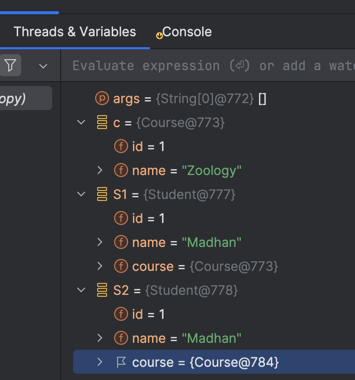 Threads & Variables Console
Evaluate expression (⏎) or add a wat
opy)
args = {String[0]@772} []
c = {Course@773}
id = 1
name = "Zoology"
S1 = {Student@777}
id = 1
name = "Madhan"
course = {Course@773}
S2 = {Student@778}
id = 1
name = "Madhan"
course = {Course@784}